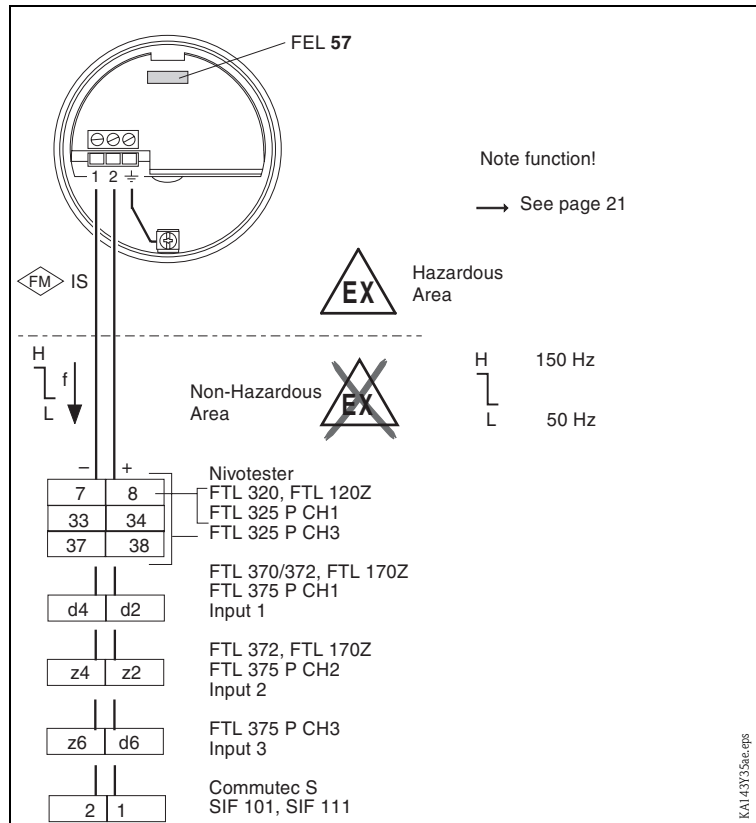 FEL 57
1 2
Note function!
→ See page 21
FM IS
EX
Hazardous
Area
H
f
L
Non-Hazardous
Area
EX
H 150 Hz
L 50 Hz
– +
7 8
33 34
37 38
Nivotester
FTL 320, FTL 120Z
FTL 325 P CH1
FTL 325 P CH3
d4 d2
FTL 370/372, FTL 170Z
FTL 375 P CH1
Input 1
z4 z2
FTL 372, FTL 170Z
FTL 375 P CH2
Input 2
z6 d6
FTL 375 P CH3
Input 3
2 1
Commutec S
SIF 101, SIF 111
KA143Y35ae.eps